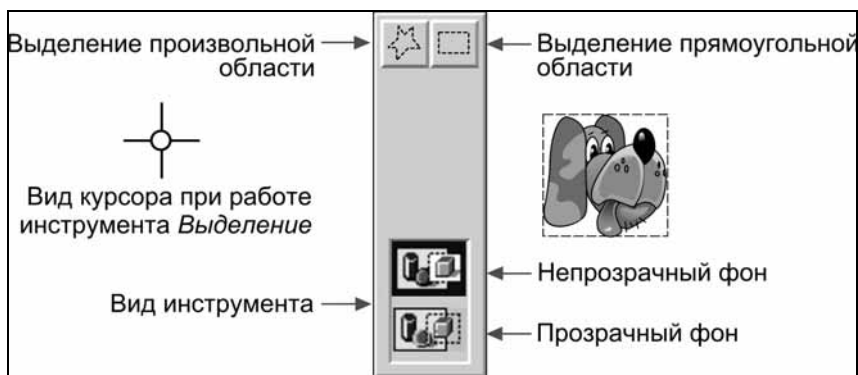 Выделение произвольной
области
Выделение прямоугольной
области
Вид курсора при работе
инструмента Выделение
Непрозрачный фон
Вид инструмента
Прозрачный фон